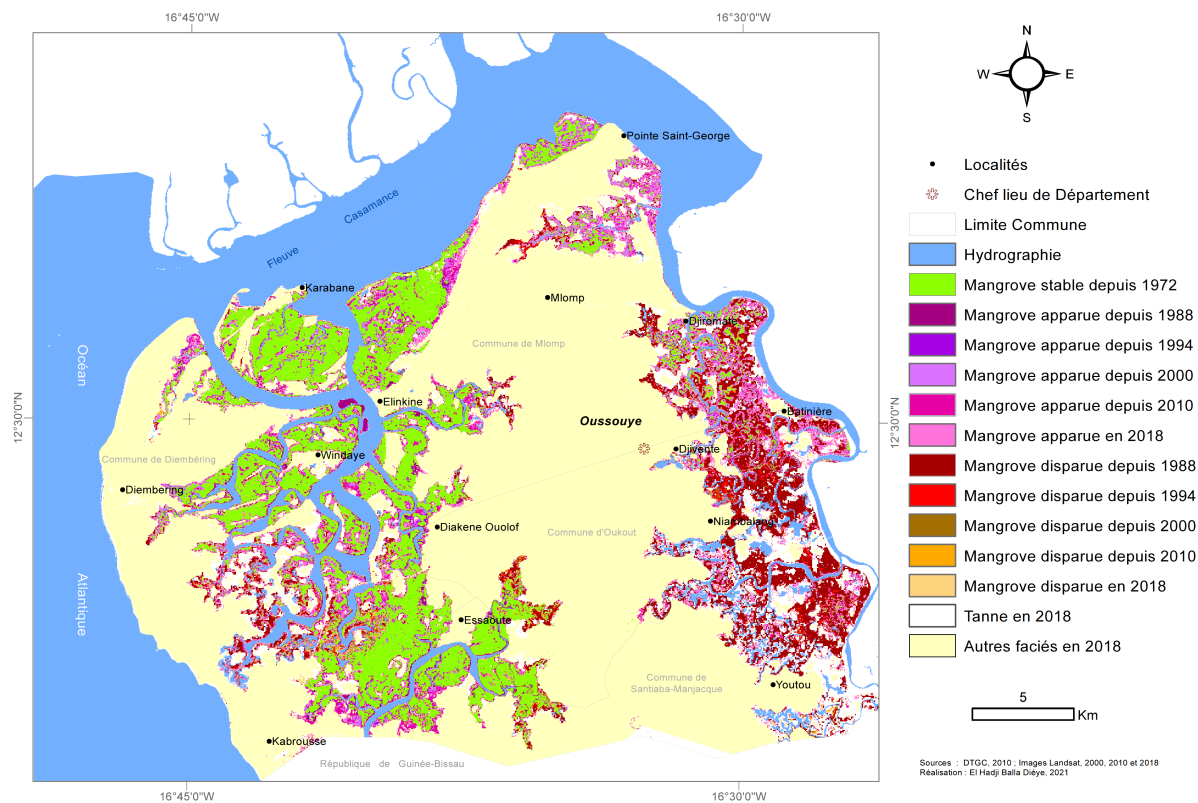 16°45'0"W
16°30'0"W
N
W
E
S
Pointe Saint-George
Casamance
Fleuve
Karabane
Mlomp
Djiromate
Commune de Mlomp
Océan
Elinkine
Oussouye
Batinière
12°30'0"N
12°30'0"N
Windaye
Djivente
Commune de Diembéring
Diembering
Diakene Ouolof
Niambalang
Commune d'Oukout
Atlantique
Essaoute
Commune de
Santiaba-Manjacque
Youtou
Kabrousse
République de Guinée-Bissau
16°45'0"W
16°30'0"W
Localités
Chef lieu de Département
Limite Commune
Hydrographie
Mangrove stable depuis 1972
Mangrove apparue depuis 1988
Mangrove apparue depuis 1994
Mangrove apparue depuis 2000
Mangrove apparue depuis 2010
Mangrove apparue en 2018
Mangrove disparue depuis 1988
Mangrove disparue depuis 1994
Mangrove disparue depuis 2000
Mangrove disparue depuis 2010
Mangrove disparue en 2018
Tanne en 2018
Autres faciés en 2018
5
Km
Sources : DTGC, 2010 ; Images Landsat, 2000, 2010 et 2018
Réalisation : El Hadji Balla Diéye, 2021